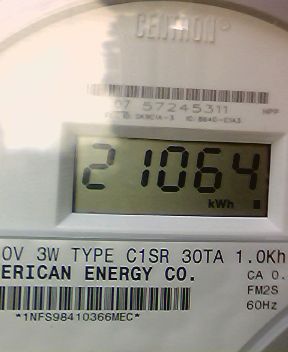 CENTRON®
07 57245311 NPP
21064
kWh
0V 3W TYPE C1SR 30TA 1.0Kh
ERICAN ENERGY CO. CA 0.
FM2S
60Hz
*1NFS98410366MEC*